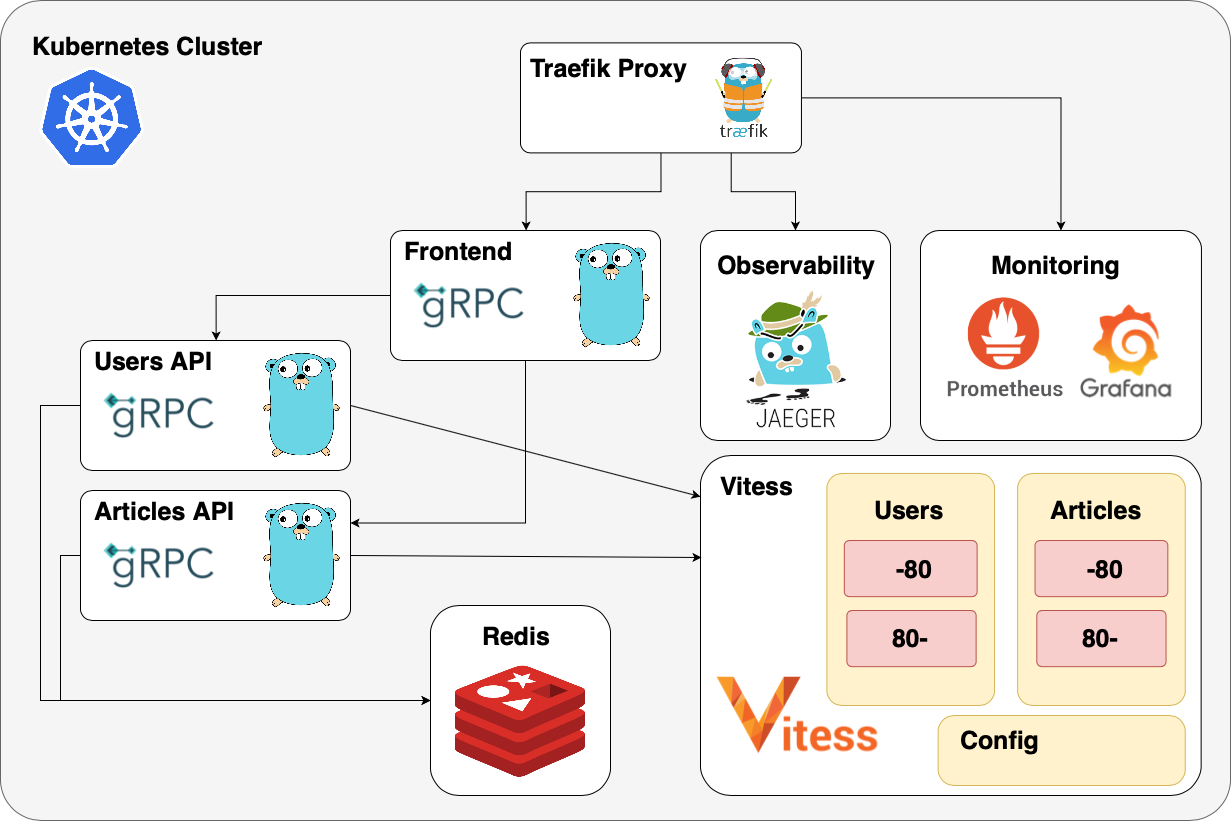 Kubernetes Cluster
Traefik Proxy
træfik
Frontend
gRPC
Observability
JAEGER
Monitoring
Prometheus
Grafana
Users API
gRPC
Articles API
gRPC
Redis
Vitess
Users
-80
80-
Articles
-80
80-
Vitess
Config